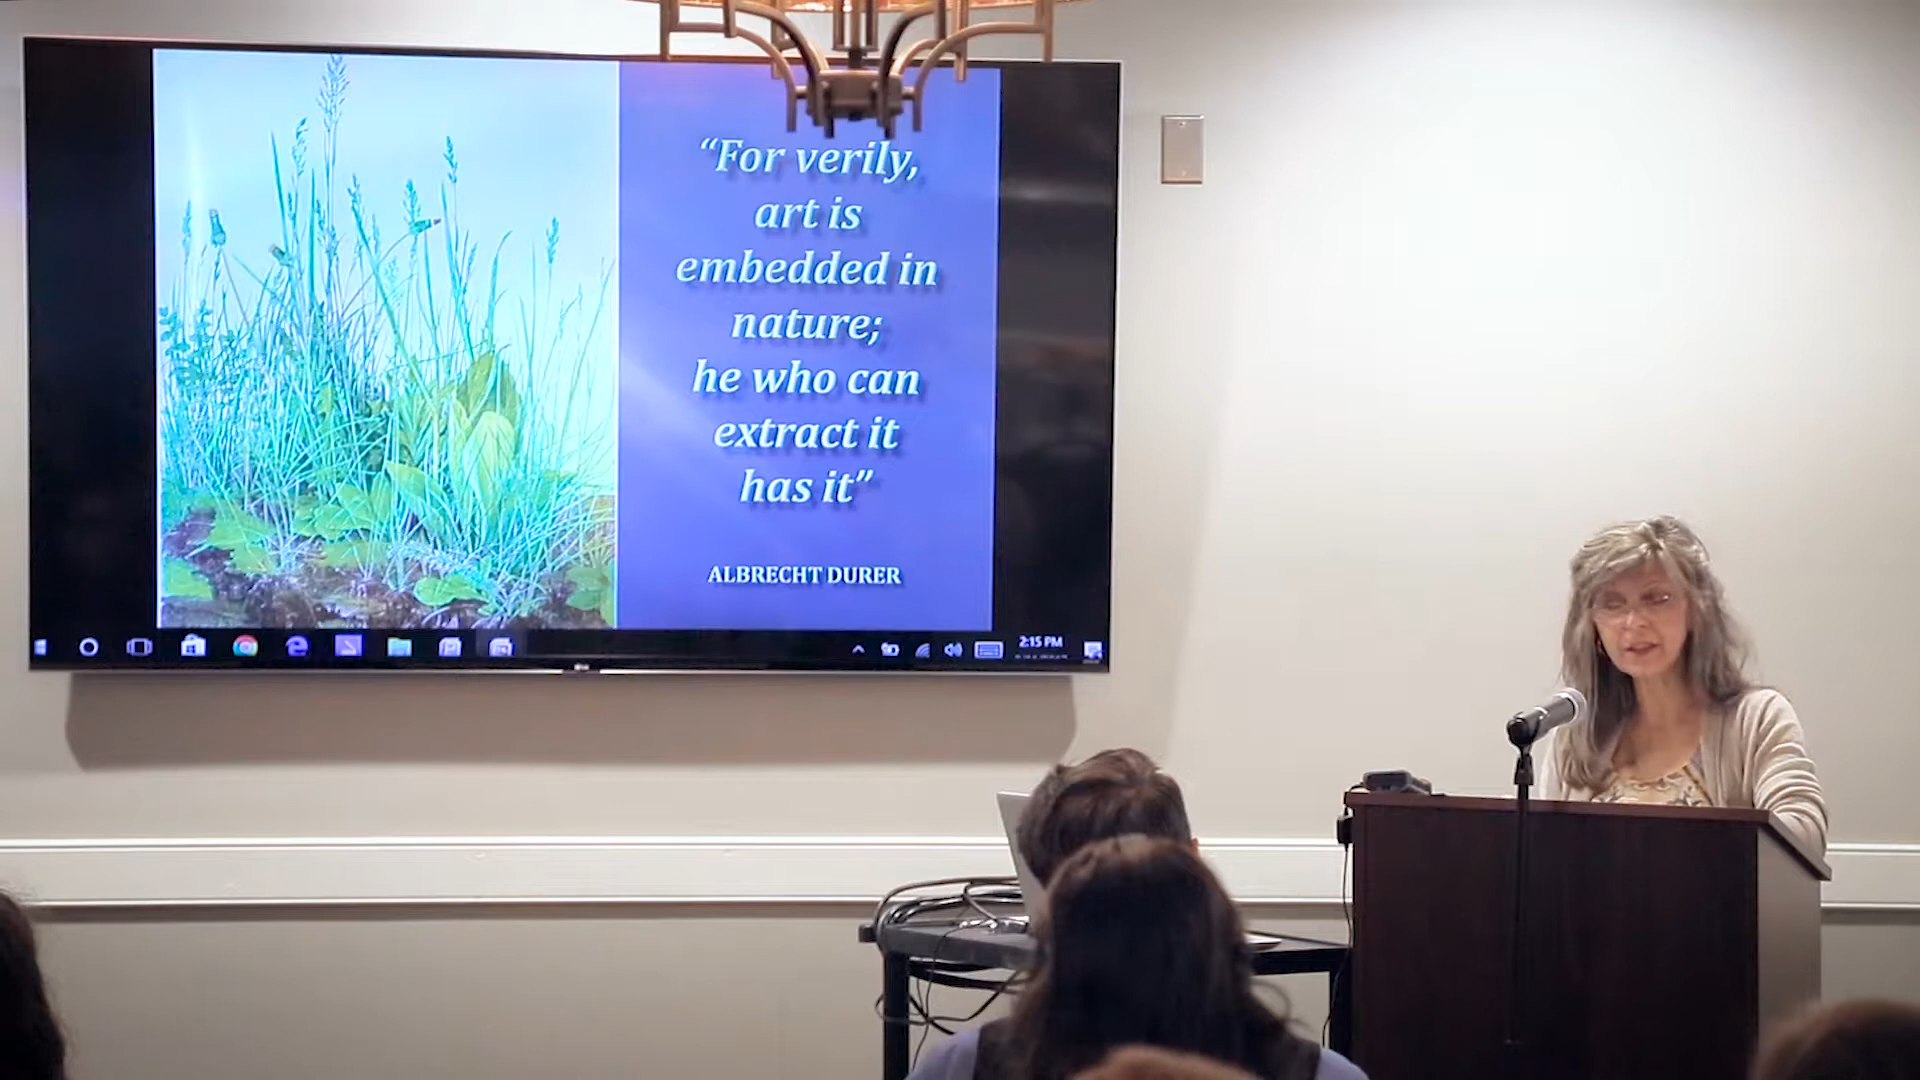 “For verily,
art is
embedded in
nature;
he who can
extract it
has it”
ALBRECHT DURER
2:15 PM